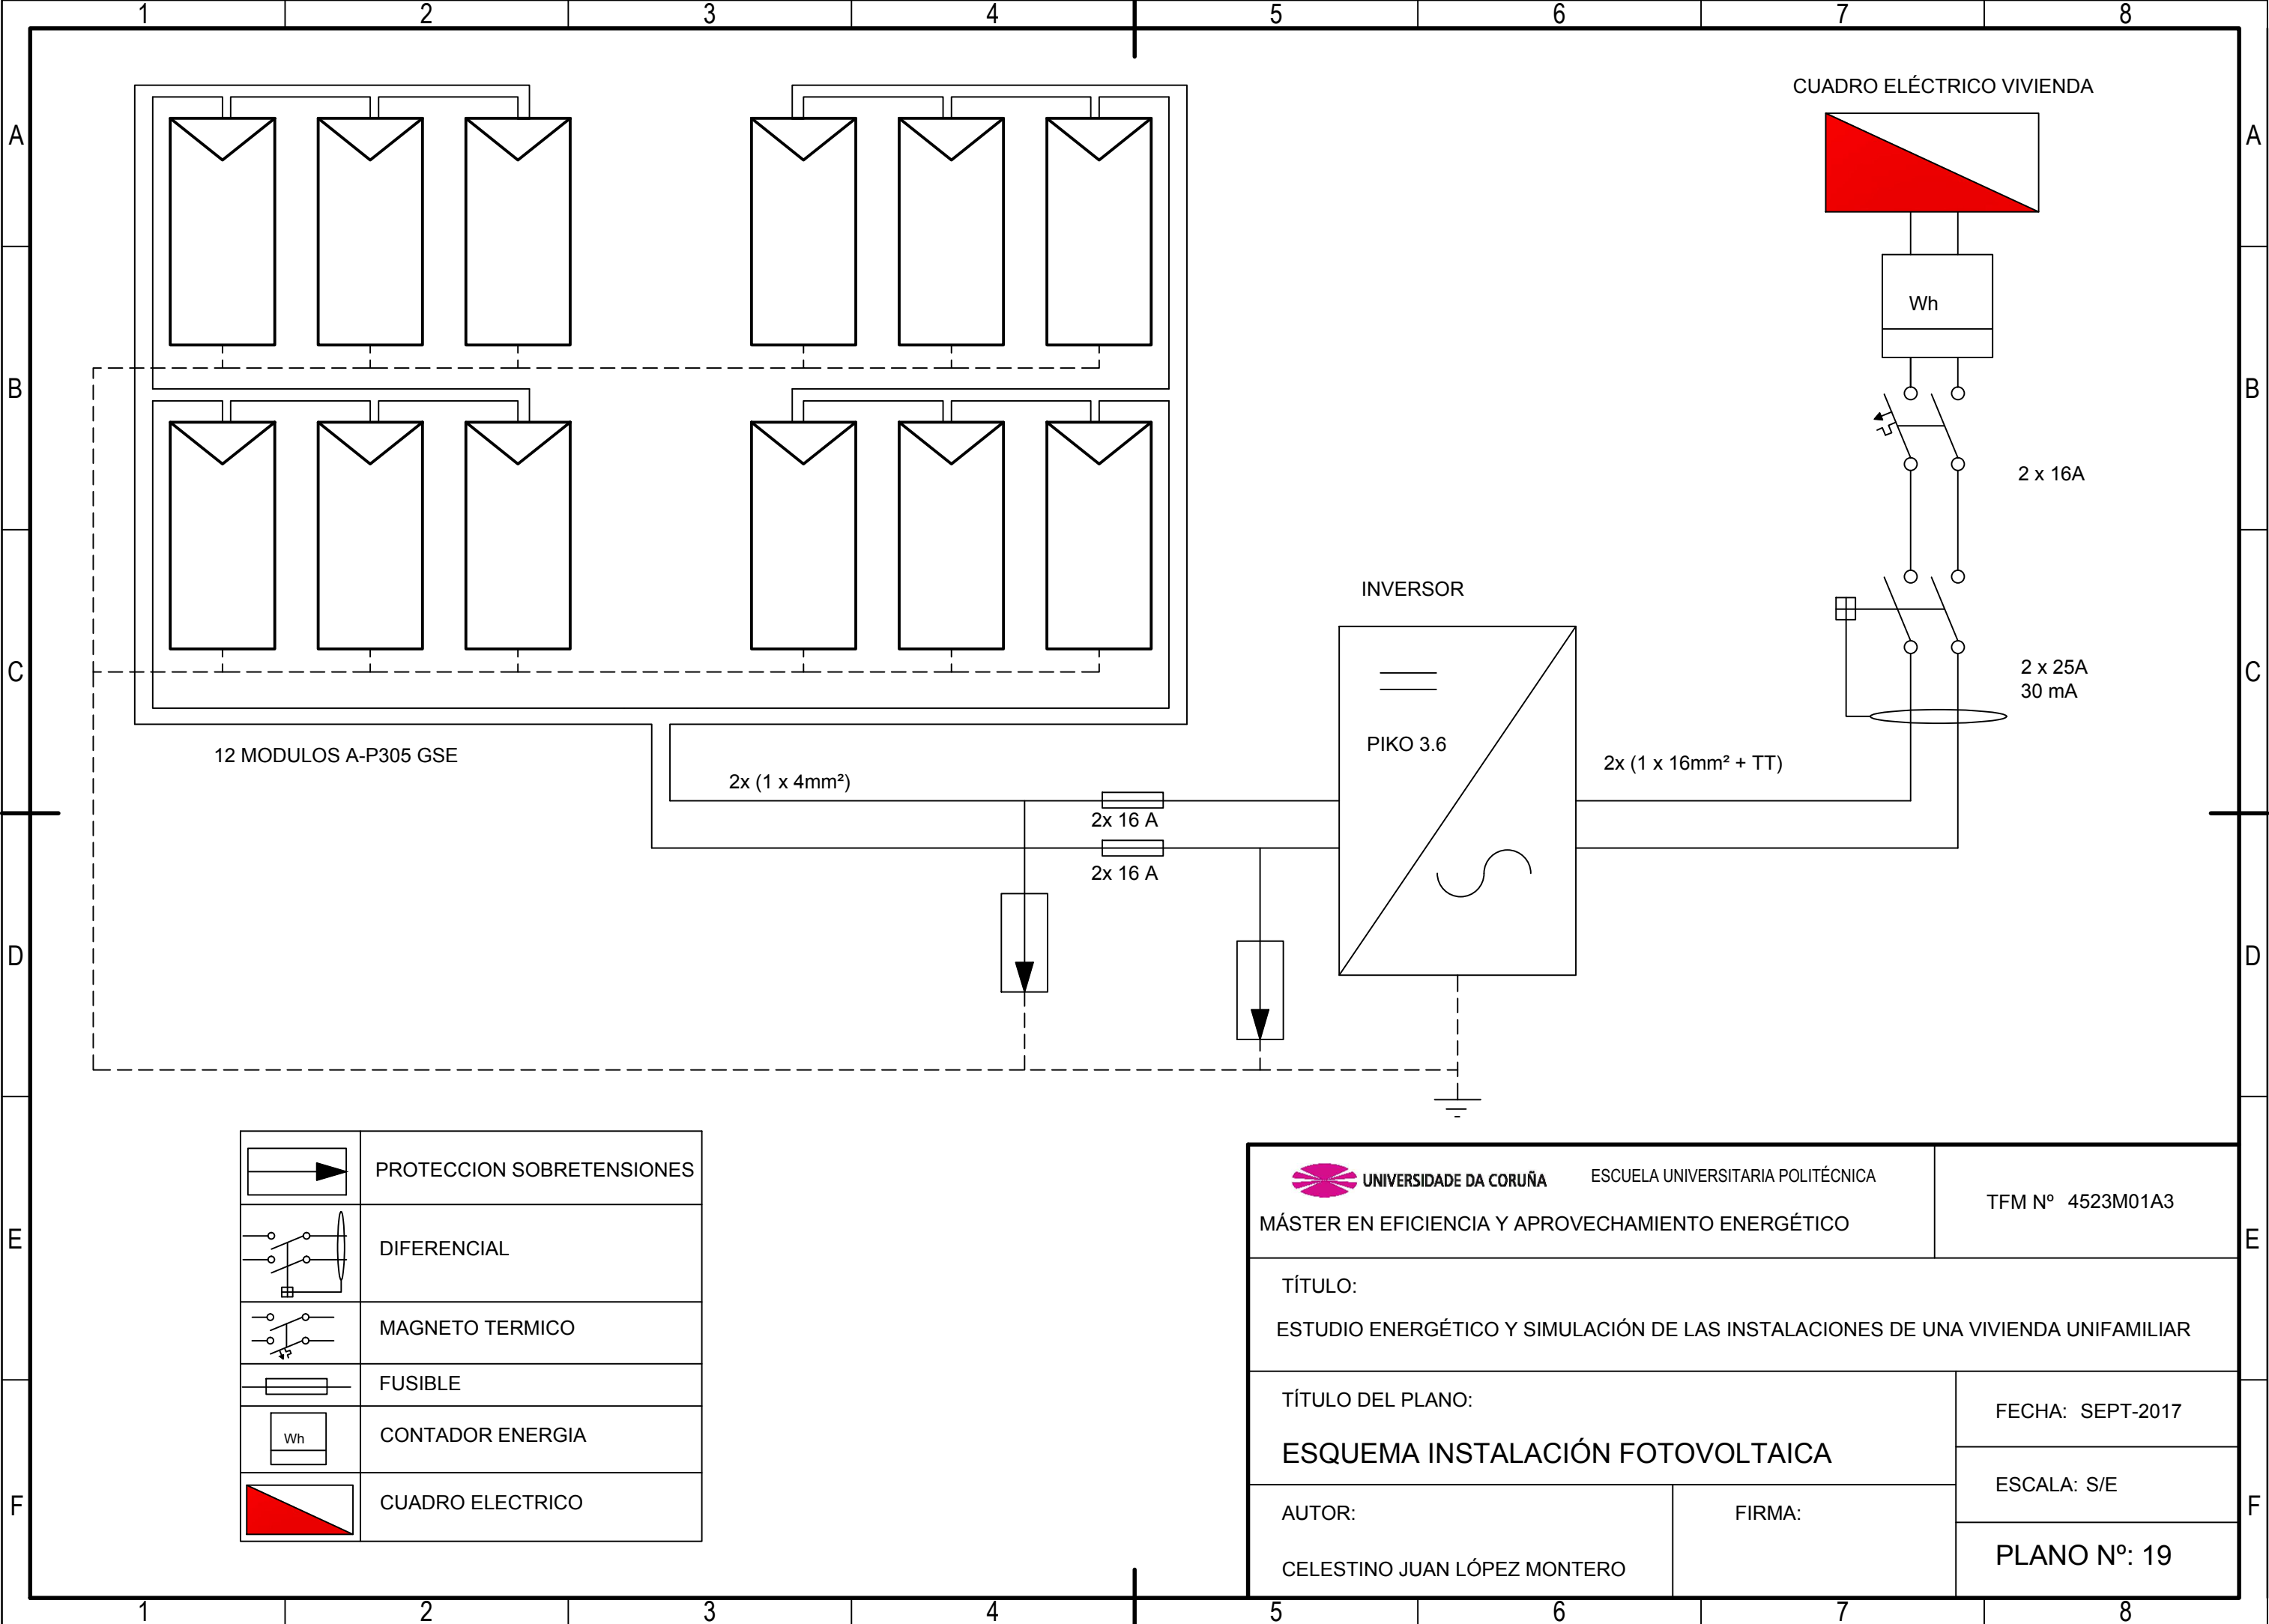 1 2 3 4 5 6 7 8
A
A
B
B
C
C
D
D
E
E
F
F
CUADRO ELÉCTRICO VIVIENDA
Wh
2 x 16A
2 x 25A
30 mA
INVERSOR
PIKO 3.6
2x (1 x 16mm² + TT)
12 MODULOS A-P305 GSE
2x (1 x 4mm²)
2x 16 A
2x 16 A
PROTECCION SOBRETENSIONES
DIFERENCIAL
MAGNETO TERMICO
FUSIBLE
Wh
CONTADOR ENERGIA
CUADRO ELECTRICO
UNIVERSIDADE DA CORUÑA
ESCUELA UNIVERSITARIA POLITÉCNICA
MÁSTER EN EFICIENCIA Y APROVECHAMIENTO ENERGÉTICO
TFM Nº 4523M01A3
TÍTULO:
ESTUDIO ENERGÉTICO Y SIMULACIÓN DE LAS INSTALACIONES DE UNA VIVIENDA UNIFAMILIAR
TÍTULO DEL PLANO:
ESQUEMA INSTALACIÓN FOTOVOLTAICA
FECHA: SEPT-2017
ESCALA: S/E
AUTOR:
CELESTINO JUAN LÓPEZ MONTERO
FIRMA:
PLANO Nº: 19
1 2 3 4 5 6 7 8